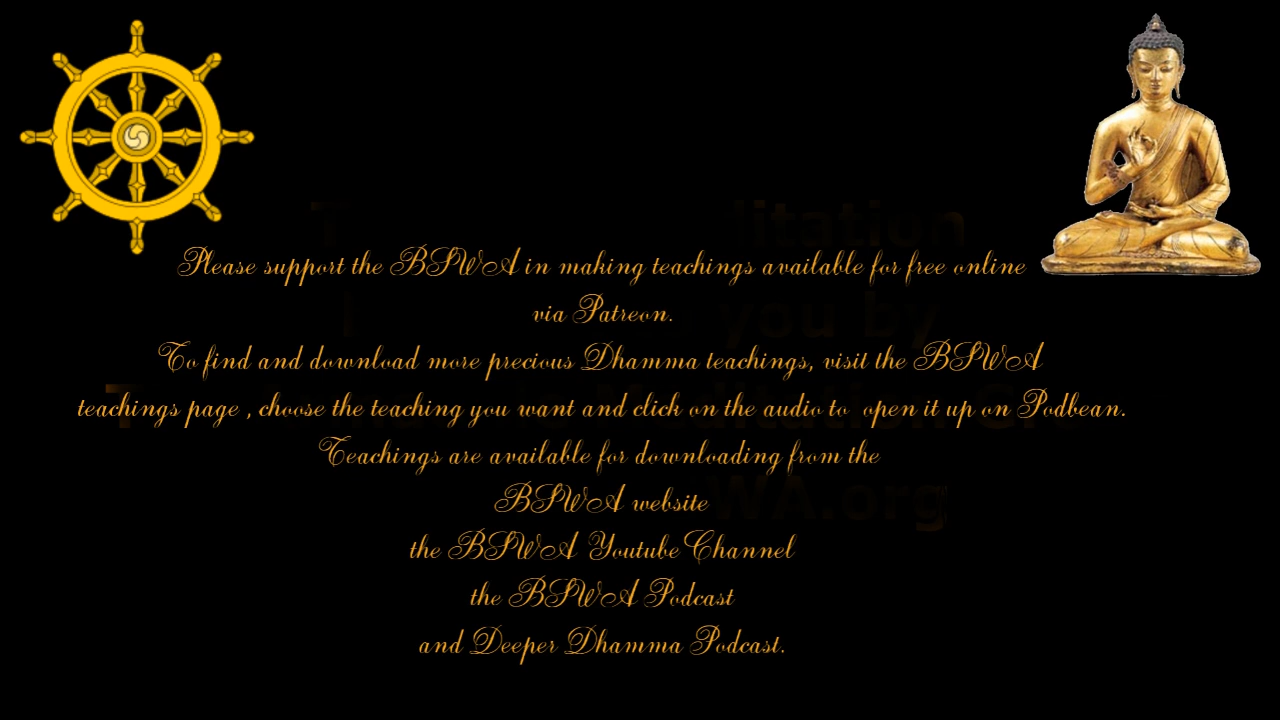 Please support the BSWA in making teachings available for free online
via Patreon.
To find and download more precious Dhamma teachings, visit the BSWA
teachings page , choose the teaching you want and click on the audio to open it up on Podbean.
Teachings are available for downloading from the
BSWA website
the BSWA Youtube Channel
the BSWA Podcast
and Deeper Dhamma Podcast.